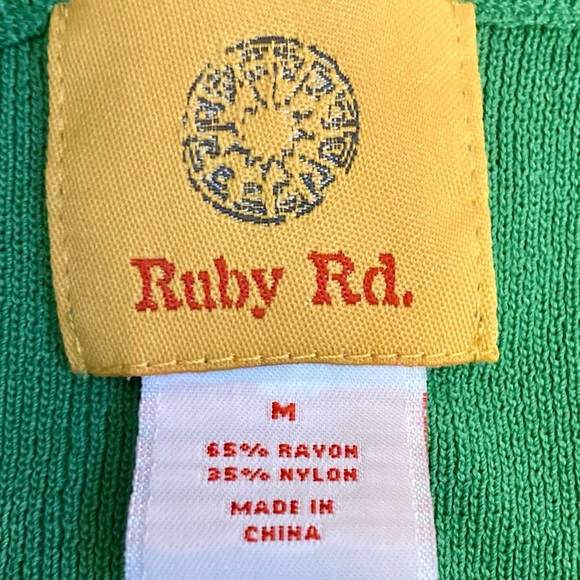 Ruby Rd.
M
65% RAYON
35% NYLON
MADE IN
CHINA